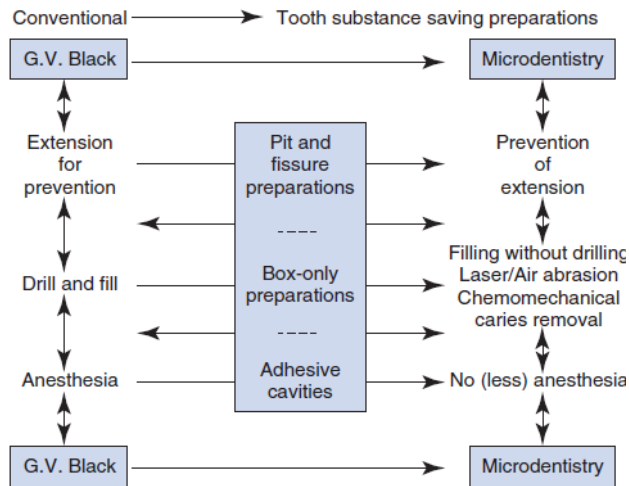 Conventional
Tooth substance saving preparations
G.V. Black
Microdentistry
Extension
for
prevention
Pit and
fissure
preparations
Prevention
of
extension
----
Drill and fill
Box-only
preparations
Filling without drilling
Laser/Air abrasion
Chemomechanical
caries removal
----
Anesthesia
Adhesive
cavities
No (less) anesthesia
G.V. Black
Microdentistry